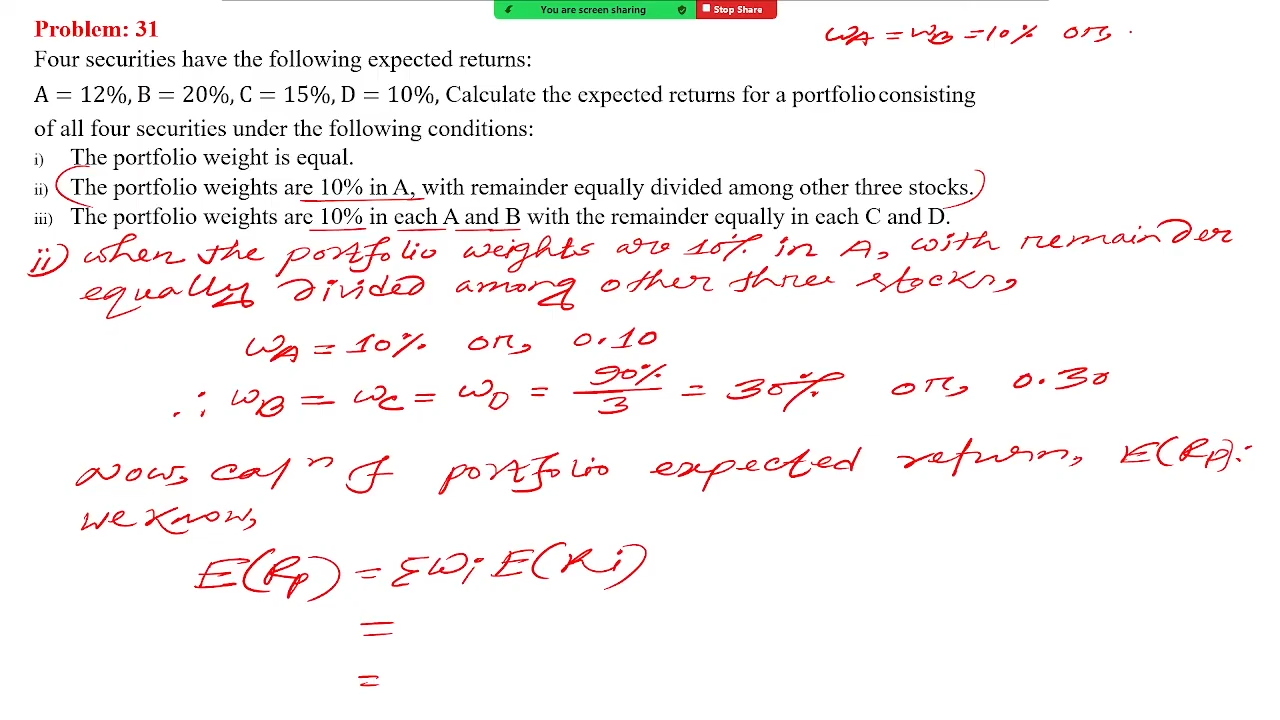 You are screen sharing Stop Share
Problem: 31
wA = wB = 10% or,
Four securities have the following expected returns:
A = 12%, B = 20%, C = 15%, D = 10%, Calculate the expected returns for a portfolio consisting
of all four securities under the following conditions:
i) The portfolio weight is equal.
ii) The portfolio weights are 10% in A, with remainder equally divided among other three stocks.
iii) The portfolio weights are 10% in each A and B with the remainder equally in each C and D.
ii) when the portfolio weights are 10% in A, with remainder
equally divided among other three stocks,
wA = 10% or, 0.10
∴ wB = wC = wD = 90%/3 = 30% or, 0.30
Now, calⁿ of portfolio expected return, E(Rp):
we know,
E(Rp) = Σwi E(Ri)
=
=